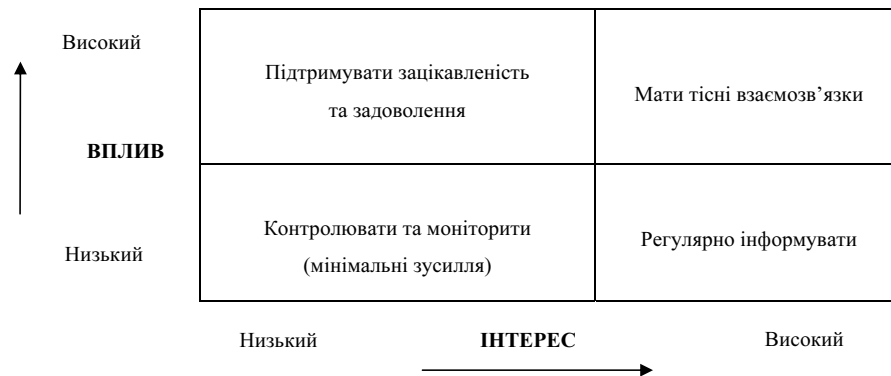 Високий
Підтримувати зацікавленість
та задоволення
Мати тісні взаємозв’язки
ВПЛИВ
Низький
Контролювати та моніторити
(мінімальні зусилля)
Регулярно інформувати
Низький
ІНТЕРЕС
Високий